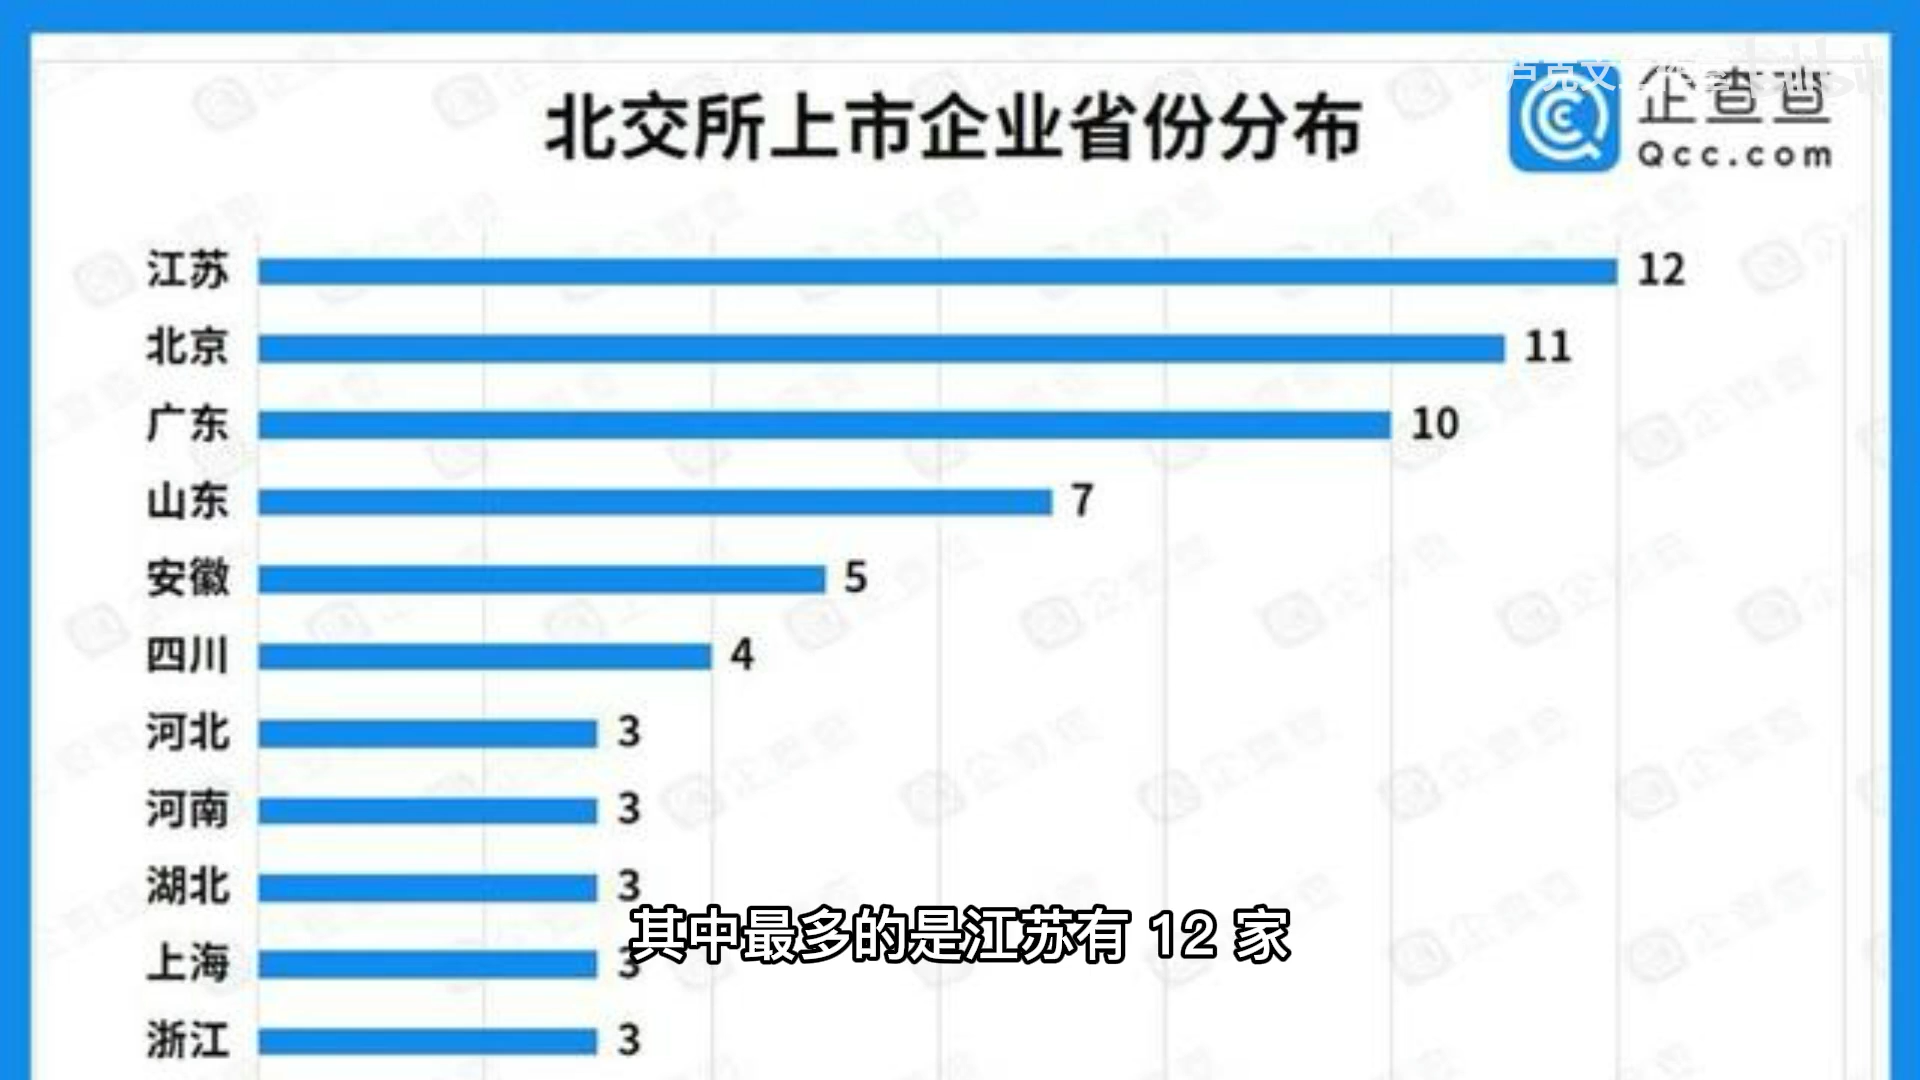 北交所上市企业省份分布
企查查
Qcc.com
江苏 12
北京 11
广东 10
山东 7
安徽 5
四川 4
河北 3
河南 3
湖北 3
上海 3
浙江 3
其中最多的是江苏有 12 家